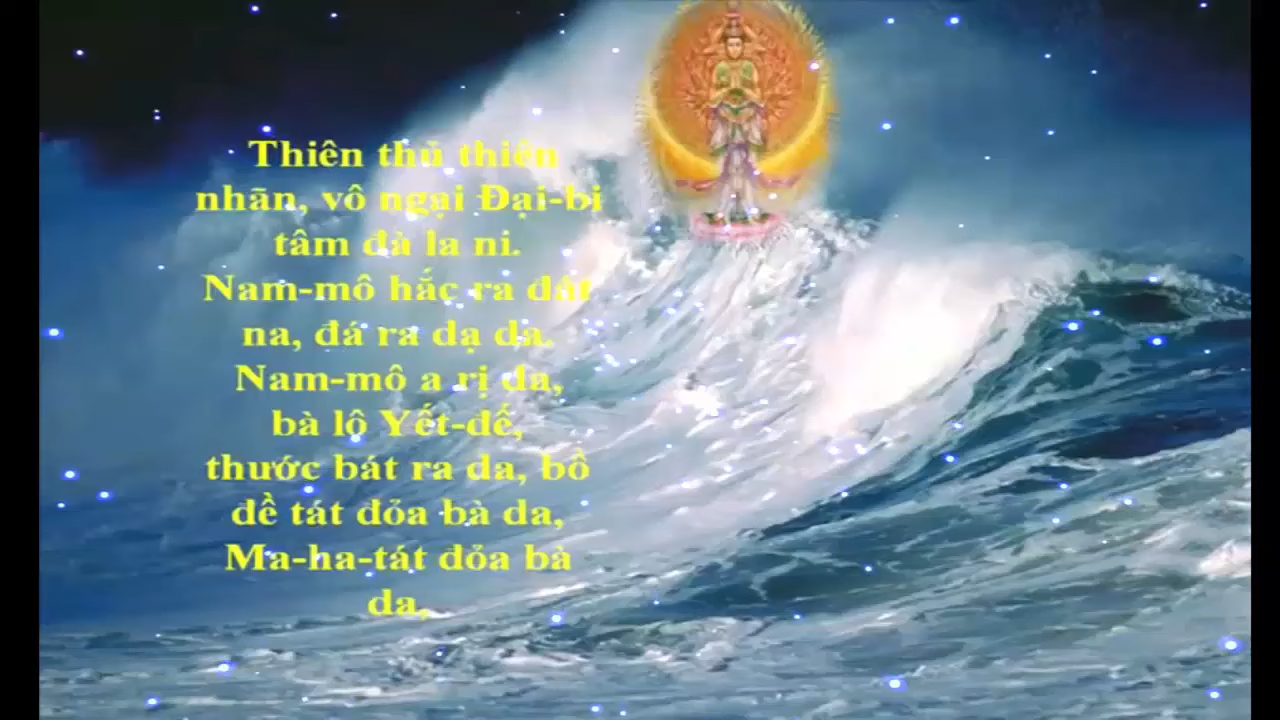 Thiên thủ thiên
nhãn, vô ngại Đại-bi
tâm đà la ni.
Nam-mô hắc ra đát
na, đá ra dạ da.
Nam-mô a rị da,
bà lô Yết-đế,
thước bát ra da, bồ
đề tát đỏa bà da,
Ma-ha-tát đỏa bà
da,